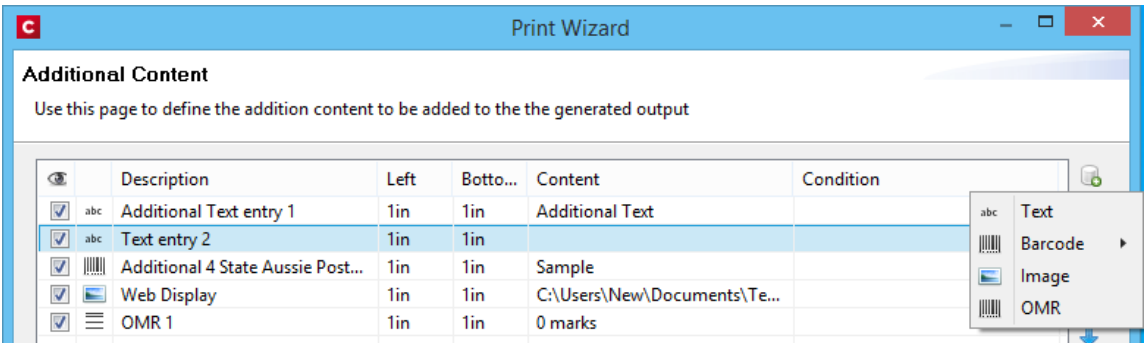 C
Print Wizard
Additional Content
Use this page to define the addition content to be added to the the generated output
Description Left Botto... Content Condition
abc Additional Text entry 1 1in 1in Additional Text
abc Text entry 2 1in 1in
Additional 4 State Aussie Post... 1in 1in Sample
Web Display 1in 1in C:\Users\New\Documents\Te...
OMR 1 1in 1in 0 marks
abc Text
Barcode
Image
OMR